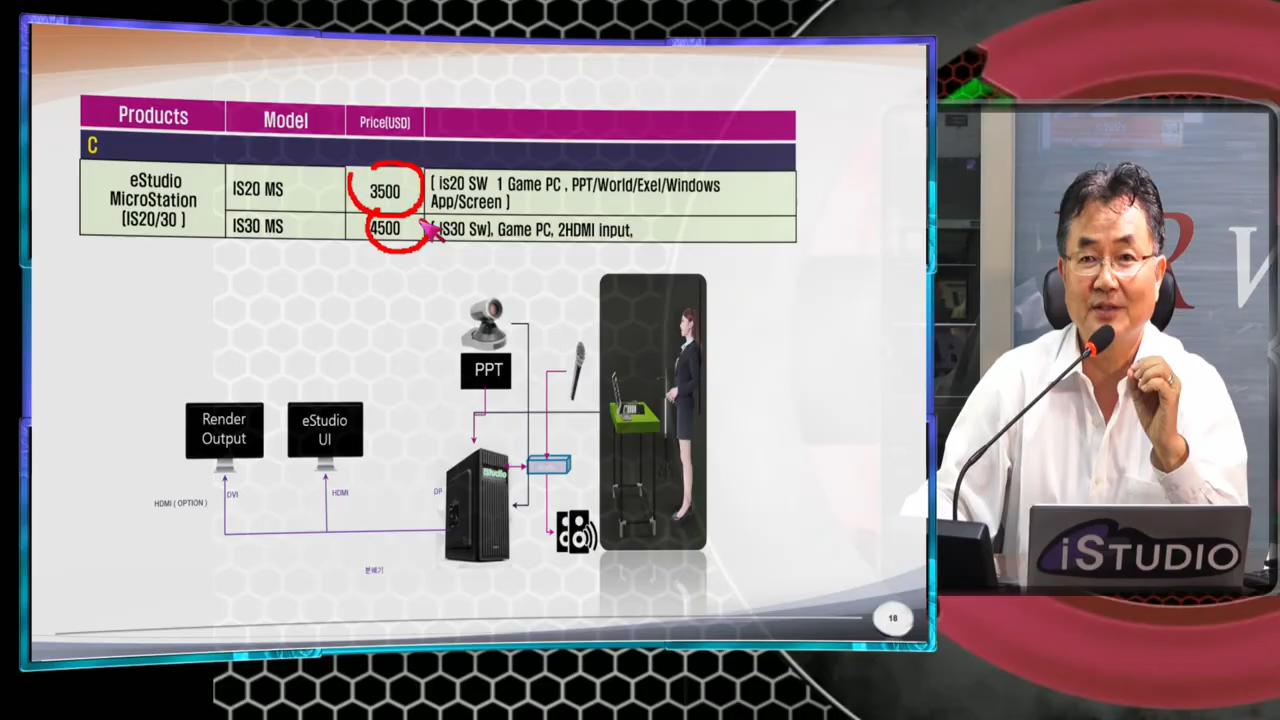 Products Model Price(USD)
C
eStudio
MicroStation
(IS20/30 )
IS20 MS 3500 [ is20 SW 1 Game PC , PPT/World/Exel/Windows
App/Screen ]
IS30 MS 4500 IS30 Sw], Game PC, 2HDMI input,
PPT
Render
Output
eStudio
UI
iStudio
HDMI ( OPTION )
DVI
HDMI
DP
분배기
18
R W
iSTUDIO